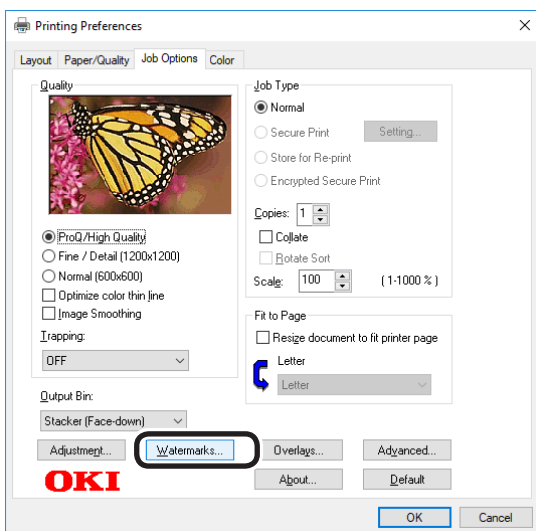 Printing Preferences
Layout Paper/Quality Job Options Color
Quality
ProQ/High Quality
Fine / Detail (1200x1200)
Normal (600x600)
Optimize color thin line
Image Smoothing
Trapping:
OFF
Output Bin:
Stacker (Face-down)
Job Type
Normal
Secure Print Setting...
Store for Re-print
Encrypted Secure Print
Copies: 1
Collate
Rotate Sort
Scale: 100 (1-1000 %)
Fit to Page
Resize document to fit printer page
Letter
Letter
Adjustment... Watermarks... Overlays... Advanced...
OKI About... Default
OK Cancel